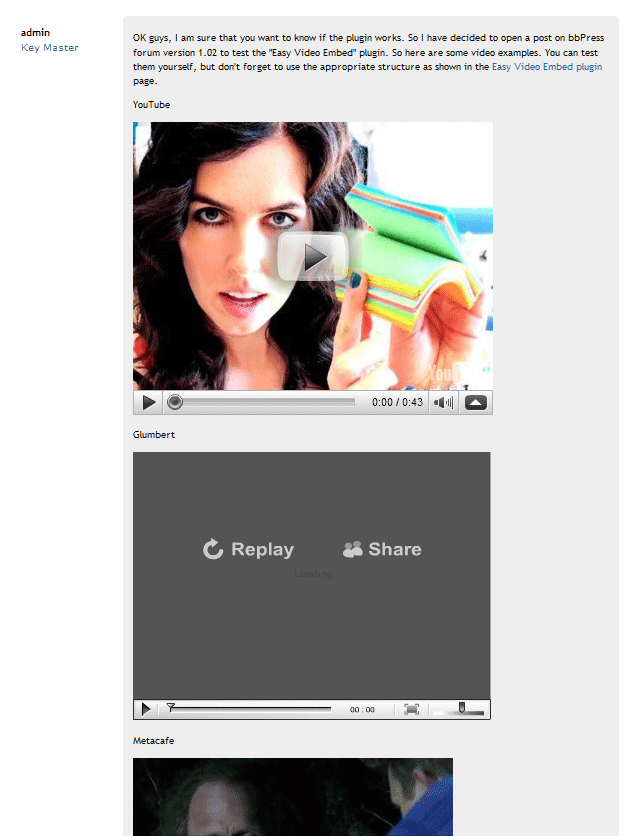 admin
Key Master
OK guys, I am sure that you want to know if the plugin works. So I have decided to open a post on bbPress
forum version 1.02 to test the "Easy Video Embed" plugin. So here are some video examples. You can test
them yourself, but don't forget to use the appropriate structure as shown in the Easy Video Embed plugin
page.
YouTube
You
0:00 / 0:43
Glumbert
Replay
Share
Loading
00 : 00
Metacafe